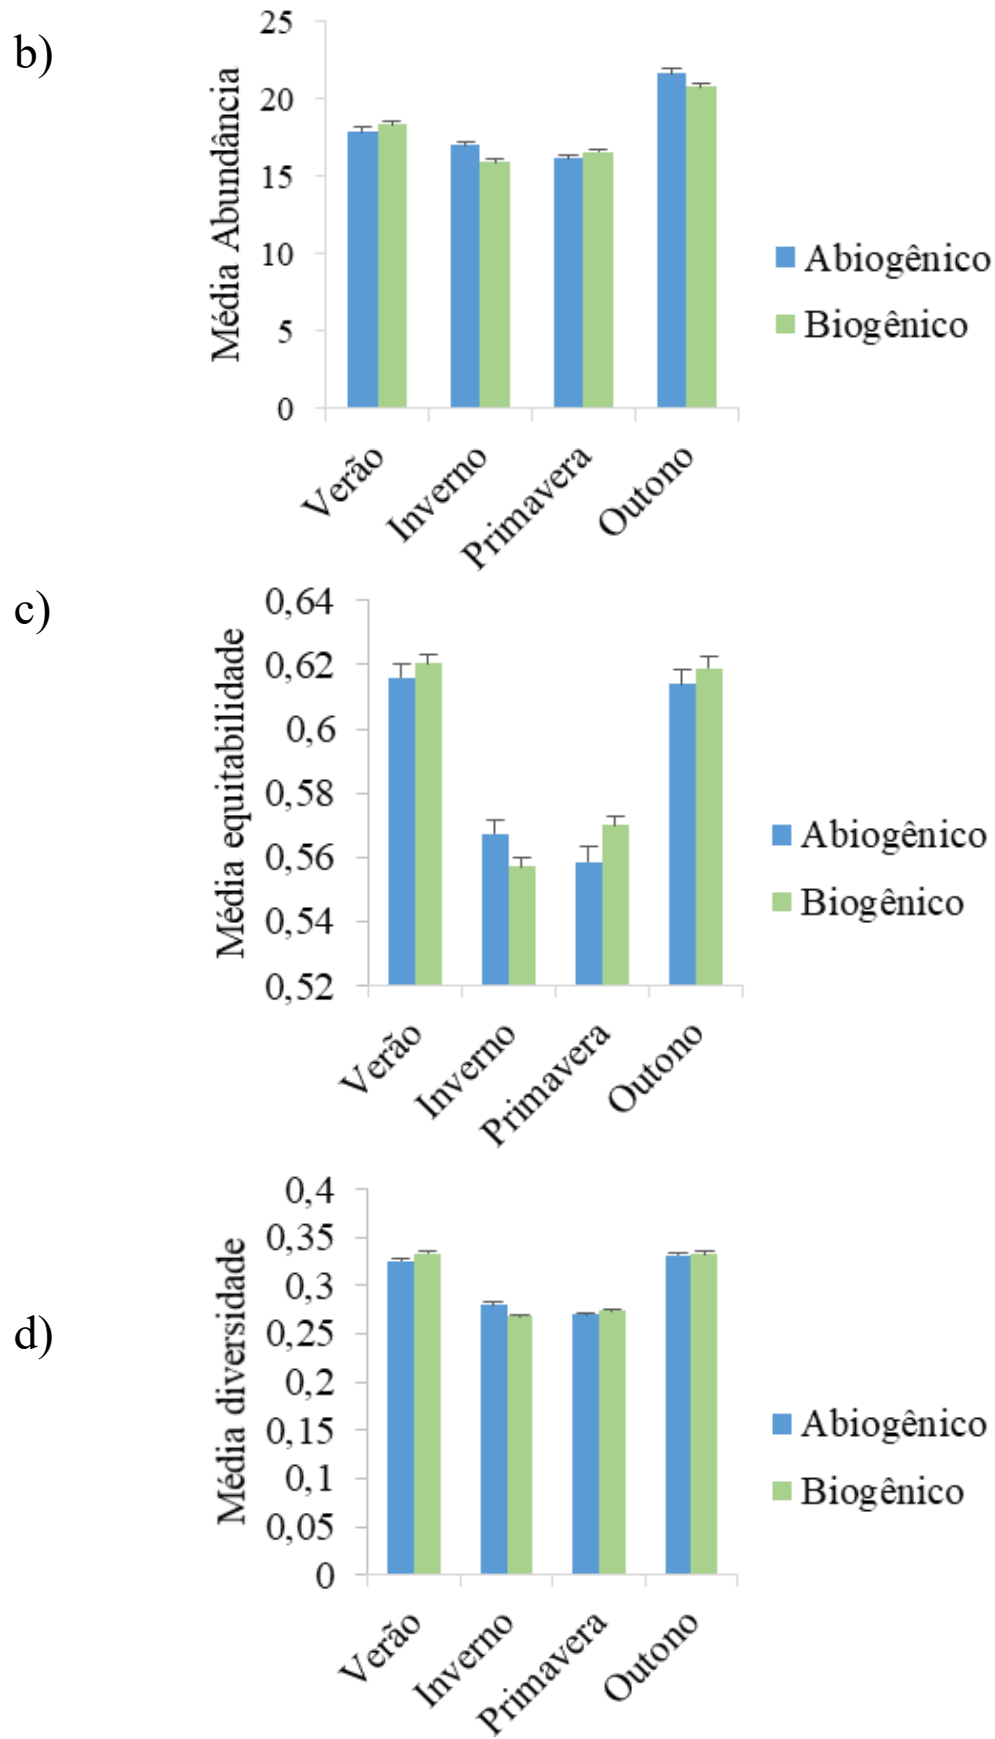 b)
Média Abundância
25
20
15
10
5
0
Verão
Inverno
Primavera
Outono
Abiogênico
Biogênico
c)
Média equitabilidade
0,64
0,62
0,6
0,58
0,56
0,54
0,52
Verão
Inverno
Primavera
Outono
Abiogênico
Biogênico
d)
Média diversidade
0,4
0,35
0,3
0,25
0,2
0,15
0,1
0,05
0
Verão
Inverno
Primavera
Outono
Abiogênico
Biogênico